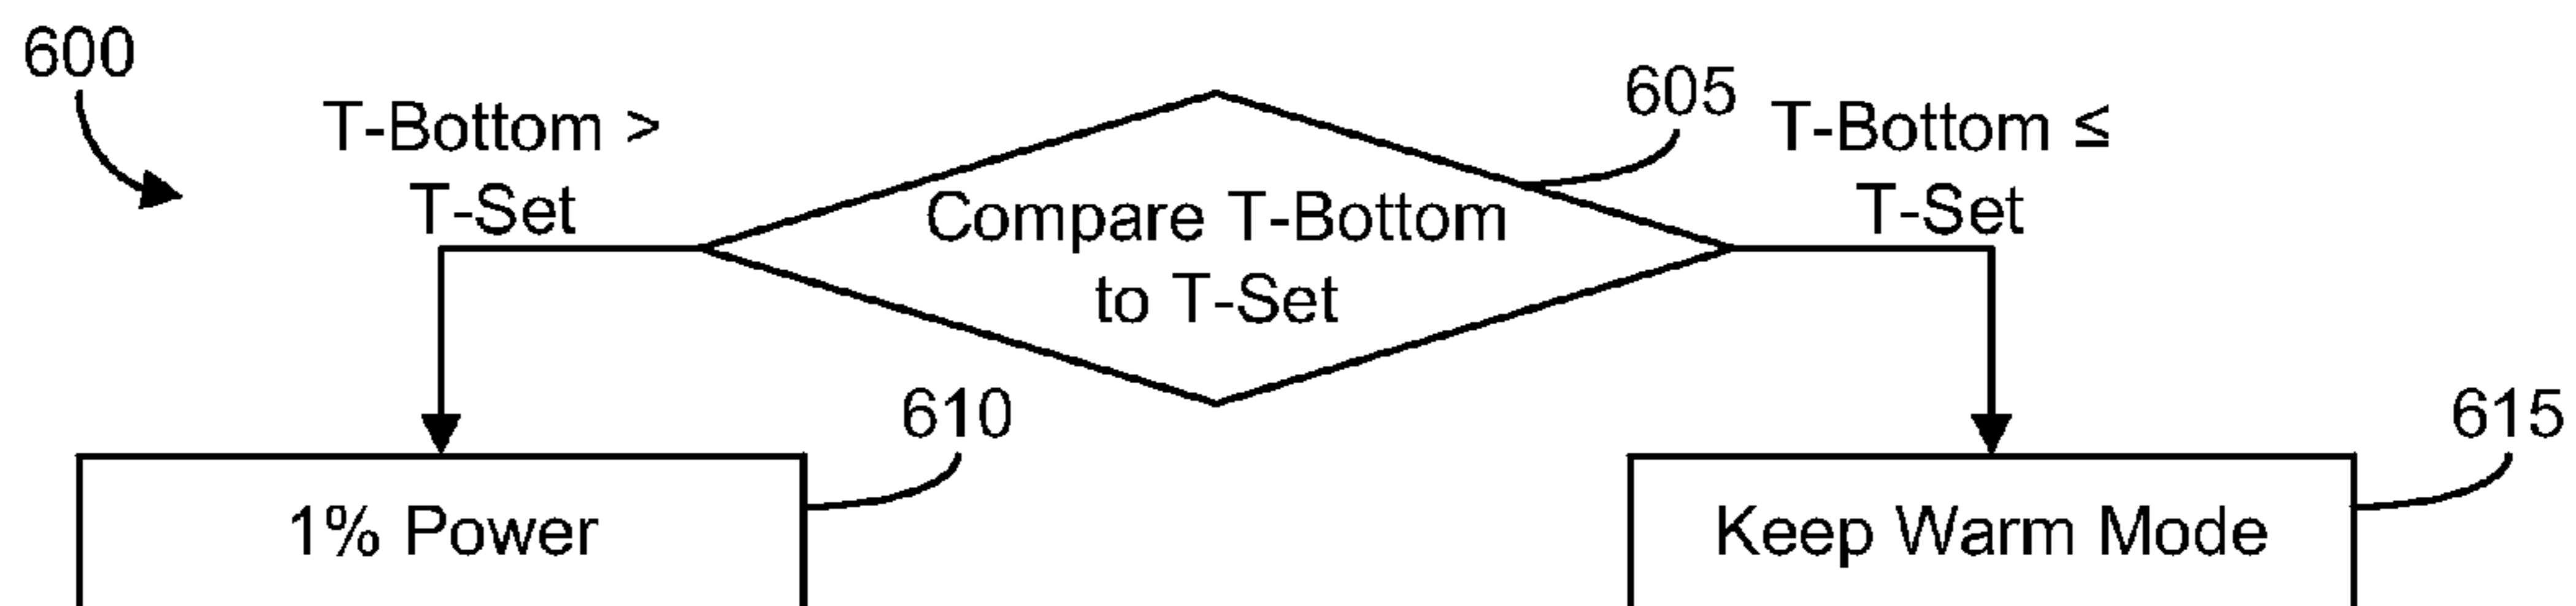 600
T-Bottom >
T-Set
Compare T-Bottom
to T-Set
605
T-Bottom ≤
T-Set
610
1% Power
615
Keep Warm Mode